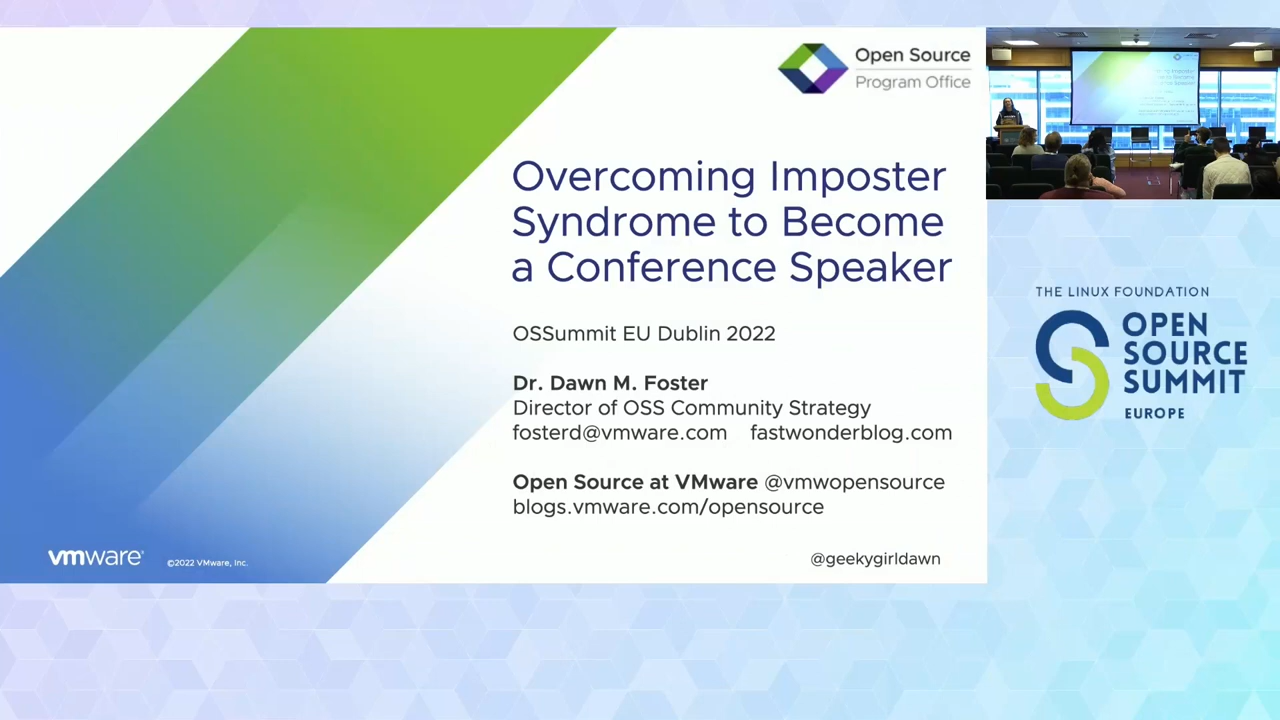 Open Source
Program Office
Overcoming Imposter
Syndrome to Become
a Conference Speaker
OSSummit EU Dublin 2022
Dr. Dawn M. Foster
Director of OSS Community Strategy
fosterd@vmware.com fastwonderblog.com
Open Source at VMware @vmwopensource
blogs.vmware.com/opensource
vmware®
©2022 VMware, Inc.
@geekygirldawn
THE LINUX FOUNDATION
OPEN
SOURCE
SUMMIT
EUROPE